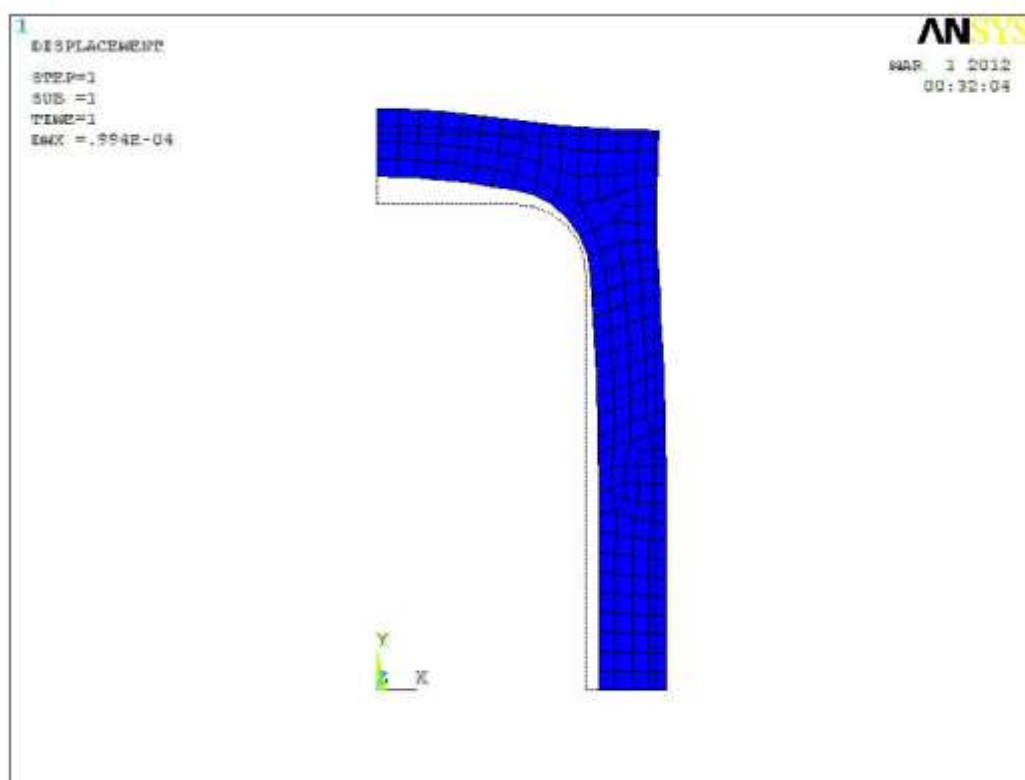 1
DISPLACEMENT
STEP=1
SUB =1
TIME=1
DMX =.994E-04
ANSYS
MAR 1 2012
00:32:04
Y
Z X